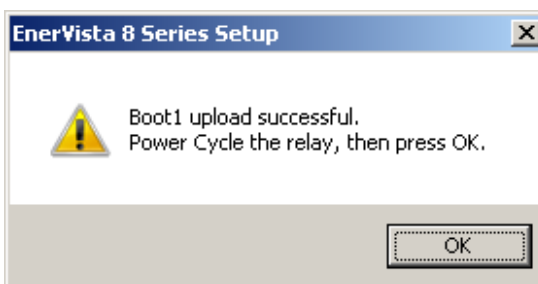 EnerVista 8 Series Setup
Boot1 upload successful.
Power Cycle the relay, then press OK.
OK